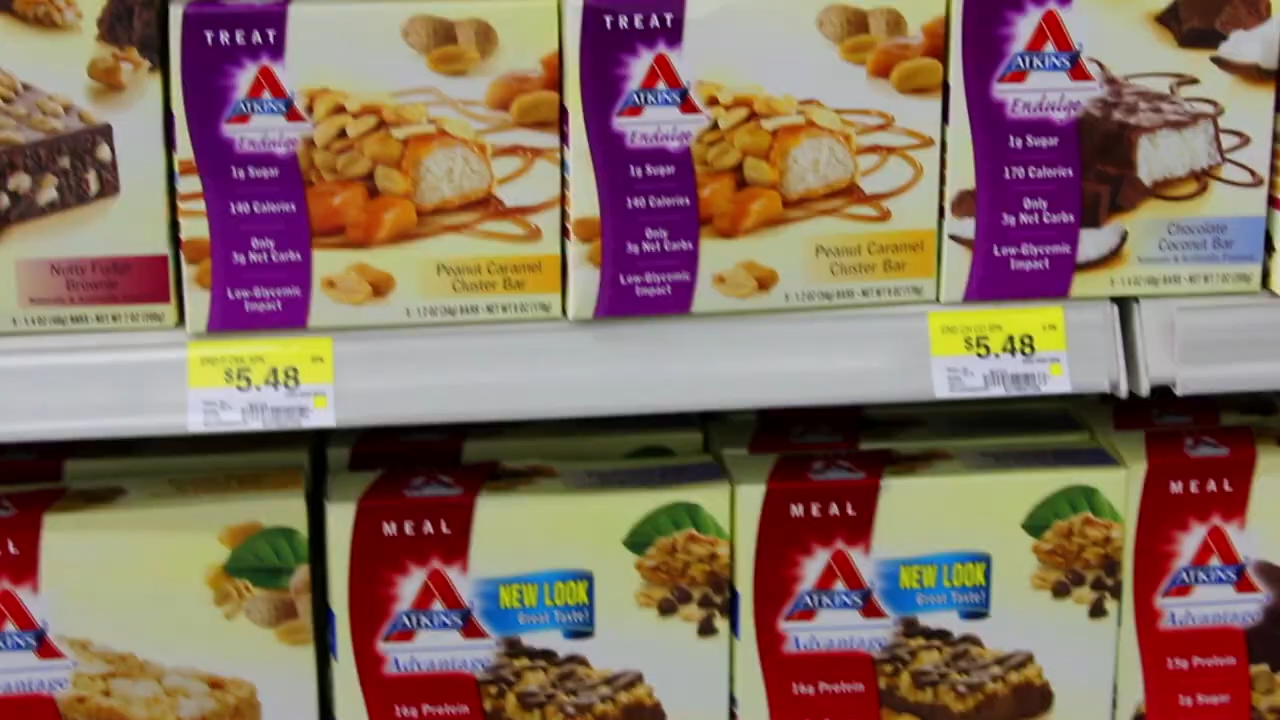 Nutty Fudge
Brownie
TREAT
ATKINS
Endulge
1g Sugar
140 Calories
Only
3g Net Carbs
Low-Glycemic
Impact
Peanut Caramel
Cluster Bar
TREAT
ATKINS
Endulge
1g Sugar
140 Calories
Only
3g Net Carbs
Low-Glycemic
Impact
Peanut Caramel
Cluster Bar
ATKINS
Endulge
1g Sugar
170 Calories
Only
3g Net Carbs
Low-Glycemic
Impact
Chocolate
Coconut Bar
$5.48
$5.48
MEAL
NEW LOOK
Great Taste!
ATKINS
Advantage
16g Protein
MEAL
NEW LOOK
Great Taste!
ATKINS
Advantage
16g Protein
MEAL
ATKINS
Advantage
15g Protein
1g Sugar